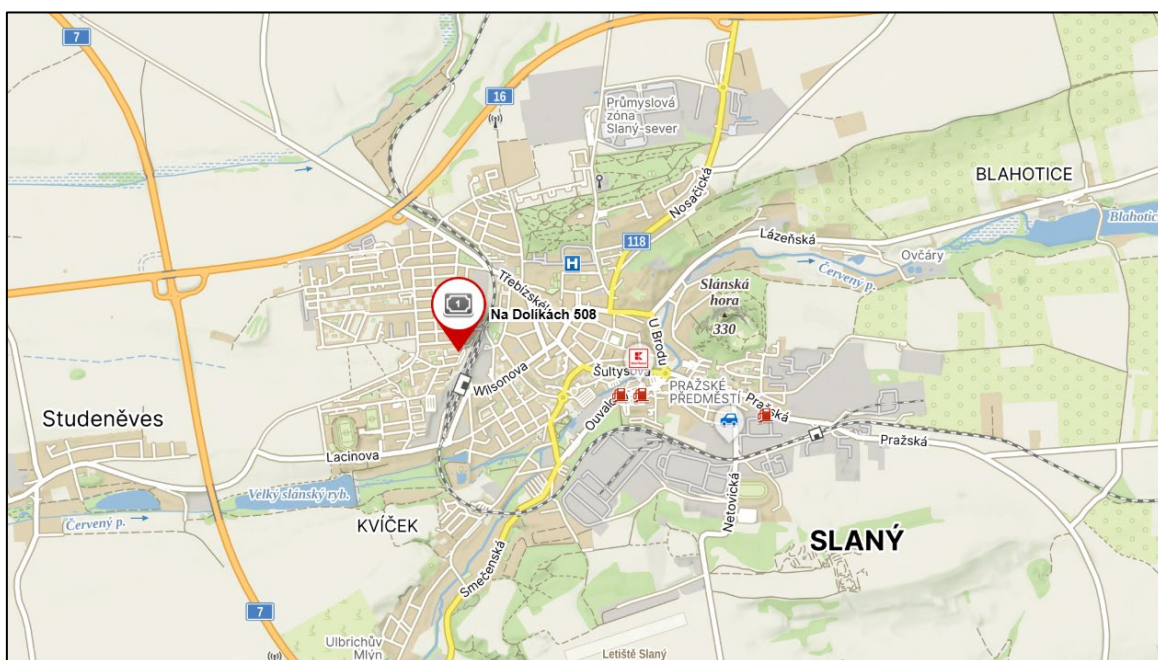 7
16
Průmyslová
zóna
Slaný-sever
Nosačická
BLAHOTICE
Blahotic
Lázeňská
118
H
Ovčáry
Červený p.
Třebízského
Slánská
hora
330
1
Na Dolíkách 508
U Brodu
K
Wilsonova
Šultysova
PRAŽSKÉ
PŘEDMĚSTÍ
Studeněves
Ouvalova
Pražská
Pražská
Lacinova
Netovická
Velký slánský ryb.
Červený p.
KVÍČEK
SLANÝ
Smečenská
7
Ulbrichův
Mlýn
Letiště Slaný